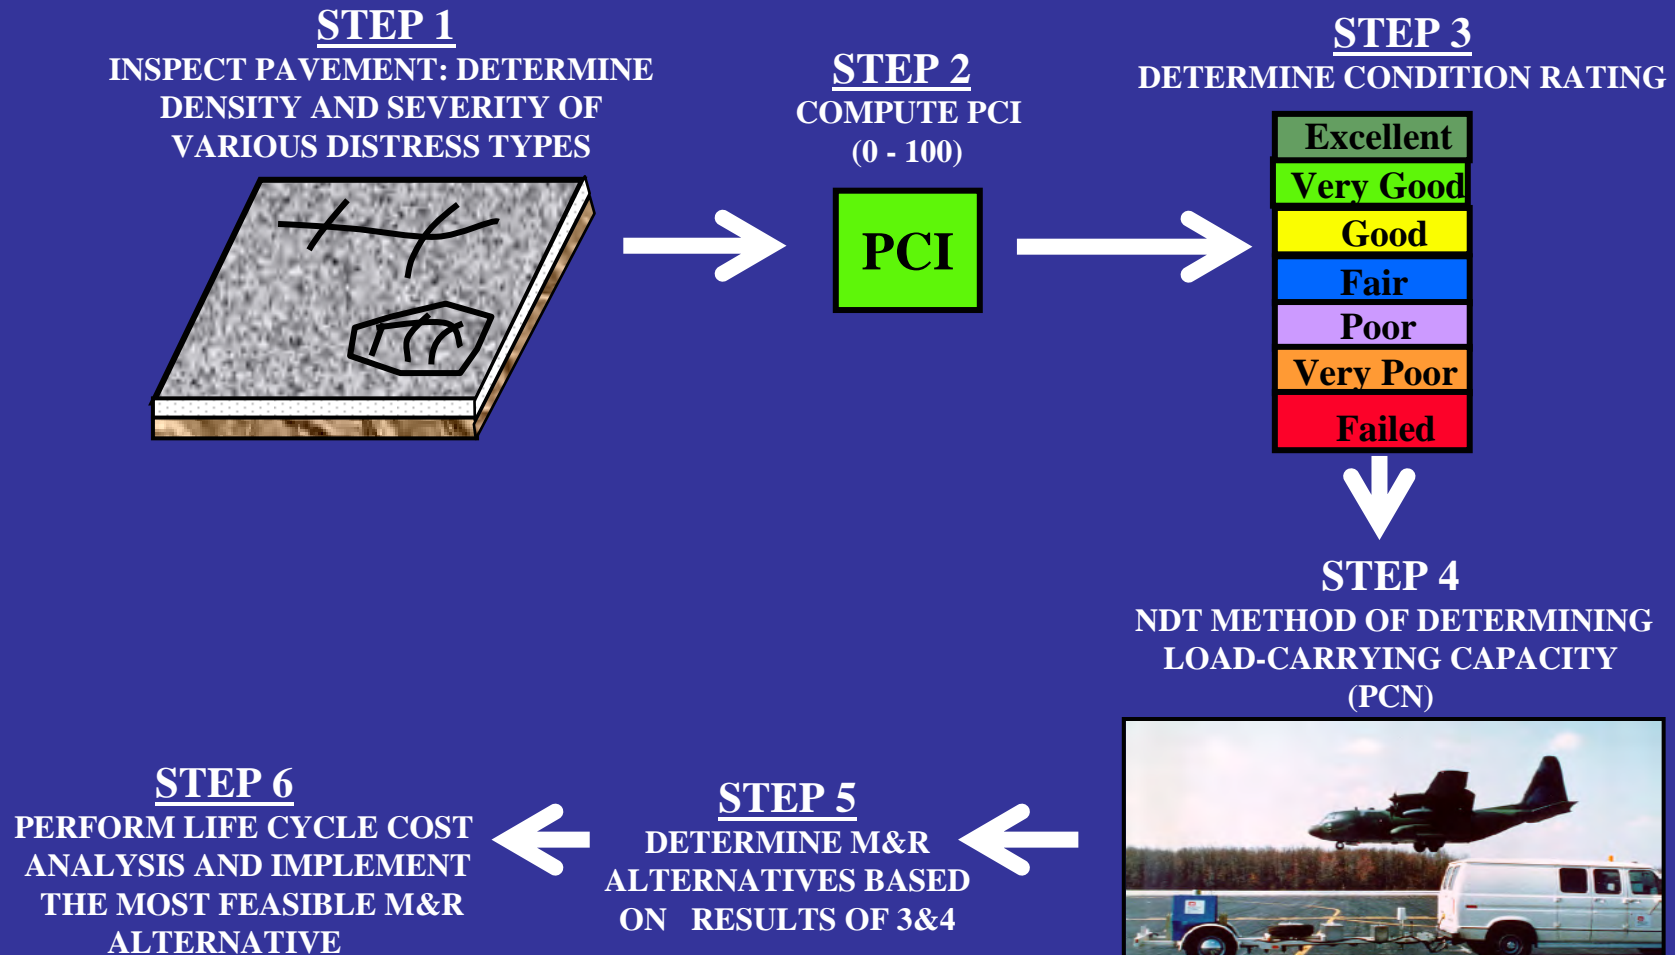 STEP 1
INSPECT PAVEMENT: DETERMINE
DENSITY AND SEVERITY OF
VARIOUS DISTRESS TYPES
STEP 2
COMPUTE PCI
(0 - 100)
PCI
STEP 3
DETERMINE CONDITION RATING
Excellent
Very Good
Good
Fair
Poor
Very Poor
Failed
STEP 4
NDT METHOD OF DETERMINING
LOAD-CARRYING CAPACITY
(PCN)
STEP 5
DETERMINE M&R
ALTERNATIVES BASED
ON RESULTS OF 3&4
STEP 6
PERFORM LIFE CYCLE COST
ANALYSIS AND IMPLEMENT
THE MOST FEASIBLE M&R
ALTERNATIVE